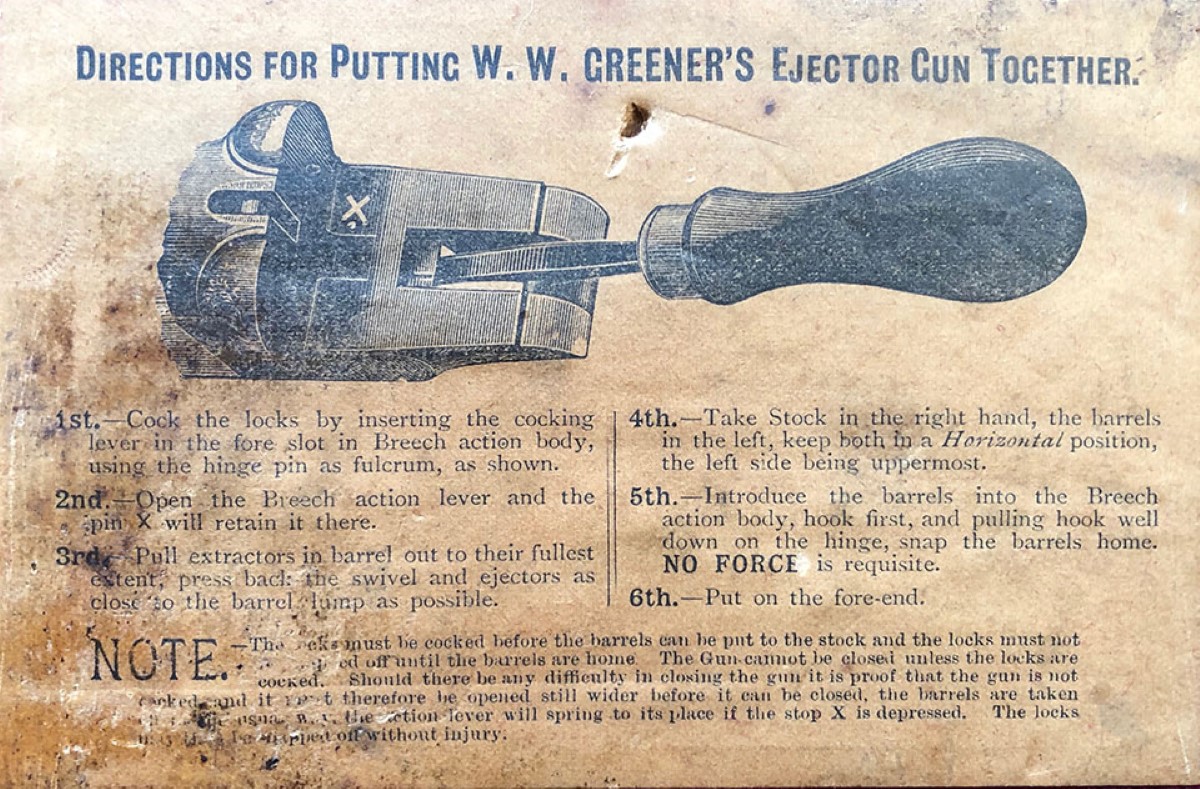 DIRECTIONS FOR PUTTING W. W. GREENER'S EJECTOR GUN TOGETHER.
X
1st.—Cock the locks by inserting the cocking
lever in the fore slot in Breech action body,
using the hinge pin as fulcrum, as shown.
2nd.—Open the Breech action lever and the
pin X will retain it there.
3rd.—Pull extractors in barrel out to their fullest
extent, press back the swivel and ejectors as
close to the barrel lump as possible.
4th.—Take Stock in the right hand, the barrels
in the left, keep both in a Horizontal position,
the left side being uppermost.
5th.—Introduce the barrels into the Breech
action body, hook first, and pulling hook well
down on the hinge, snap the barrels home.
NO FORCE is requisite.
6th.—Put on the fore-end.
NOTE.—The locks must be cocked before the barrels can be put to the stock and the locks must not
off until the barrels are home. The Gun cannot be closed unless the locks are
cocked. Should there be any difficulty in closing the gun it is proof that the gun is not
cocked and it must therefore be opened still wider before it can be closed, the barrels are taken
usual way, the action lever will spring to its place if the stop X is depressed. The locks
be snapped off without injury.